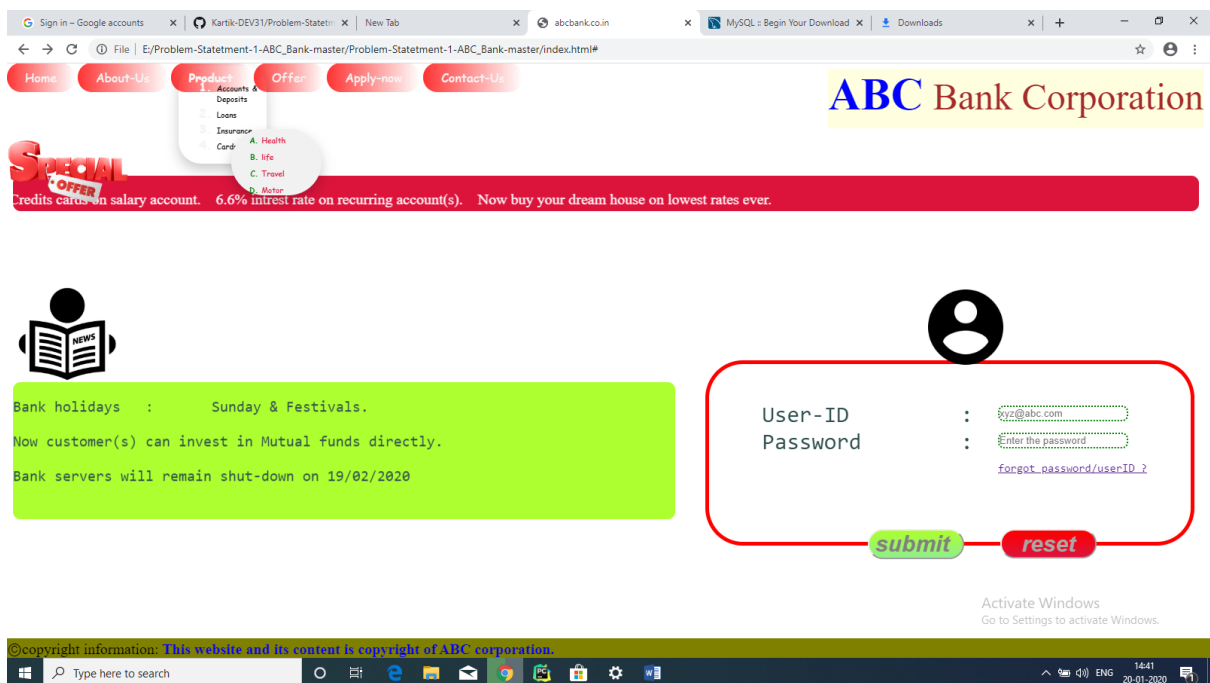 Sign in – Google accounts
Kartik-DEV31/Problem-Statetm
New Tab
abcbank.co.in
MySQL :: Begin Your Download
Downloads
File | E:/Problem-Statetment-1-ABC_Bank-master/Problem-Statetment-1-ABC_Bank-master/index.html#
Home About-Us Product Offer Apply-now Contact-Us
ABC Bank Corporation
1. Accounts & Deposits
2. Loans
3. Insurance
4. Card
A. Health
B. life
C. Travel
D. Motor
SPECIAL
OFFER
Credits cards on salary account. 6.6% intrest rate on recurring account(s). Now buy your dream house on lowest rates ever.
NEWS
Bank holidays : Sunday & Festivals.
Now customer(s) can invest in Mutual funds directly.
Bank servers will remain shut-down on 19/02/2020
User-ID : xyz@abc.com
Password : Enter the password
forgot password/userID ?
submit reset
Activate Windows
Go to Settings to activate Windows.
©copyright information: This website and its content is copyright of ABC corporation.
Type here to search
ENG
14:41
20-01-2020